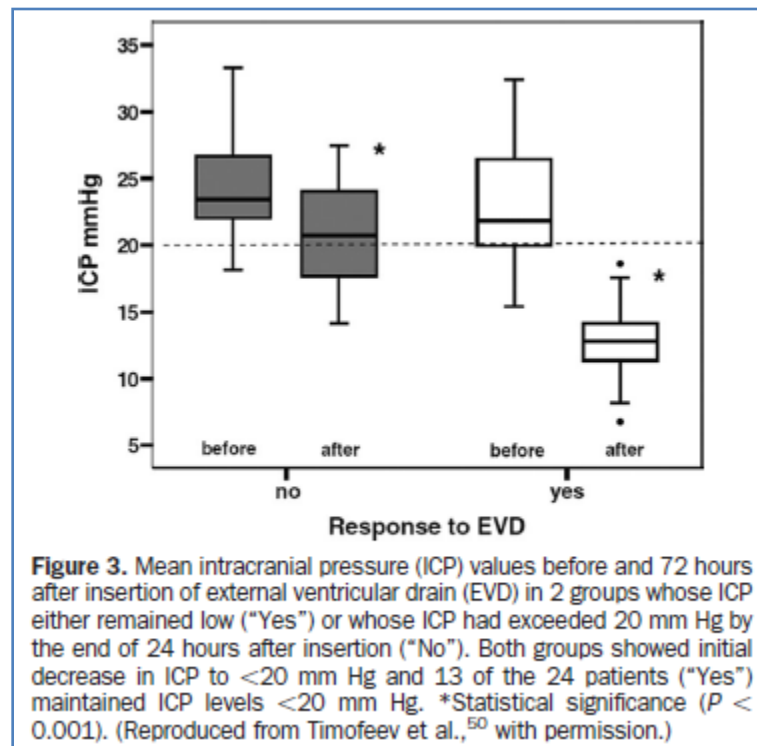 35
30
25
20
15
10
5
ICP mmHg
*
*
before after before after
no yes
Response to EVD
Figure 3. Mean intracranial pressure (ICP) values before and 72 hours
after insertion of external ventricular drain (EVD) in 2 groups whose ICP
either remained low (“Yes”) or whose ICP had exceeded 20 mm Hg by
the end of 24 hours after insertion (“No”). Both groups showed initial
decrease in ICP to <20 mm Hg and 13 of the 24 patients (“Yes”)
maintained ICP levels <20 mm Hg. *Statistical significance (P <
0.001). (Reproduced from Timofeev et al.,50 with permission.)